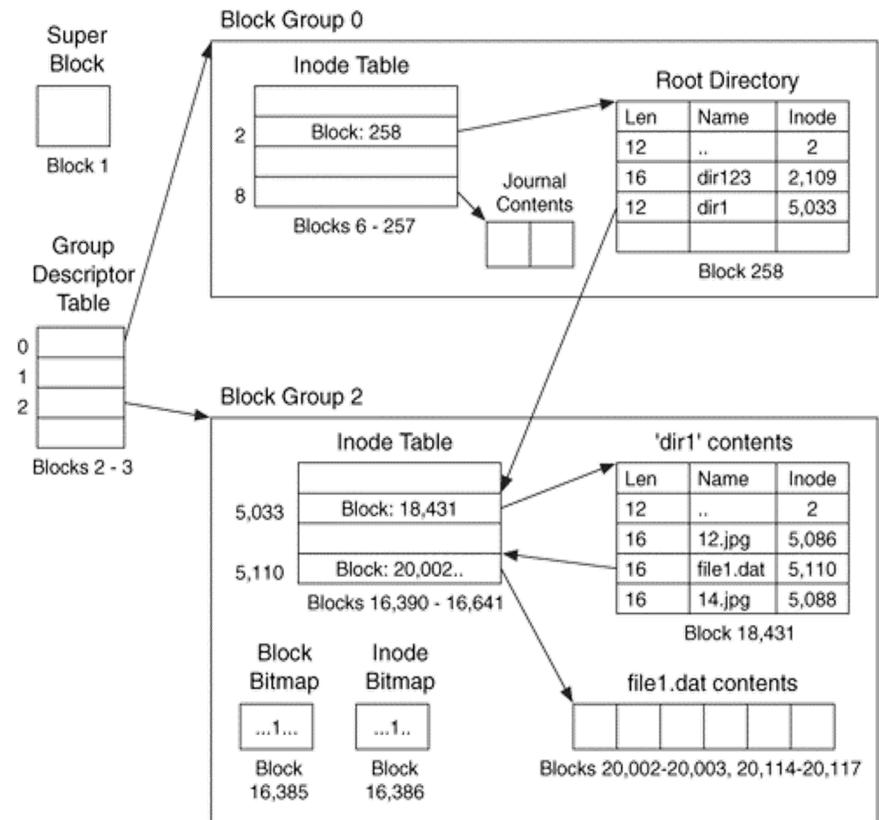 Super
Block
Block 1
Group
Descriptor
Table
0
1
2
Blocks 2 - 3
Block Group 0
Inode Table
2 Block: 258
8
Blocks 6 - 257
Journal
Contents
Root Directory
Len Name Inode
12 .. 2
16 dir123 2,109
12 dir1 5,033
Block 258
Block Group 2
Inode Table
5,033 Block: 18,431
5,110 Block: 20,002..
Blocks 16,390 - 16,641
'dir1' contents
Len Name Inode
12 .. 2
16 12.jpg 5,086
16 file1.dat 5,110
16 14.jpg 5,088
Block 18,431
Block
Bitmap
...1...
Block
16,385
Inode
Bitmap
...1..
Block
16,386
file1.dat contents
Blocks 20,002-20,003, 20,114-20,117